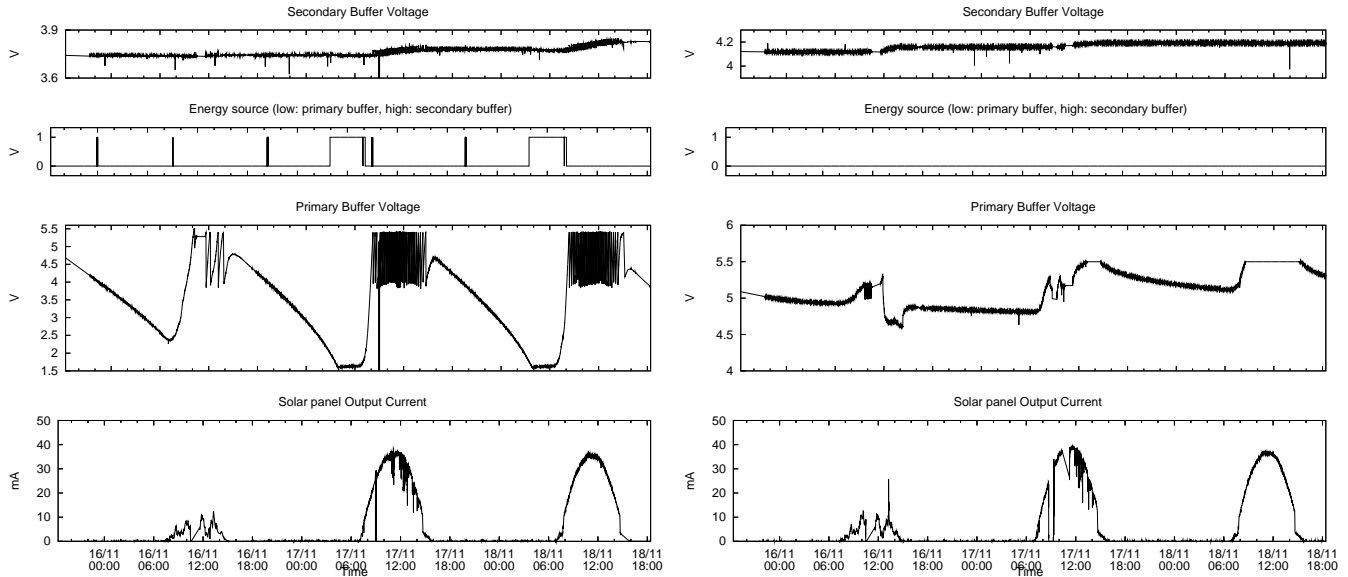 Secondary Buffer Voltage
3.9
V
3.6
Energy source (low: primary buffer, high: secondary buffer)
1
V
0
Primary Buffer Voltage
5.5
5
4.5
4
V
3.5
3
2.5
2
1.5
Solar panel Output Current
50
40
30
mA
20
10
0
16/11 16/11 16/11 16/11 17/11 17/11 17/11 17/11 18/11 18/11 18/11 18/11
00:00 06:00 12:00 18:00 00:00 06:00 12:00 18:00 00:00 06:00 12:00 18:00
Time
Secondary Buffer Voltage
4.2
V
4
Energy source (low: primary buffer, high: secondary buffer)
1
V
0
Primary Buffer Voltage
6
5.5
V
5
4.5
4
Solar panel Output Current
50
40
30
mA
20
10
0
16/11 16/11 16/11 16/11 17/11 17/11 17/11 17/11 18/11 18/11 18/11 18/11
00:00 06:00 12:00 18:00 00:00 06:00 12:00 18:00 00:00 06:00 12:00 18:00
Time